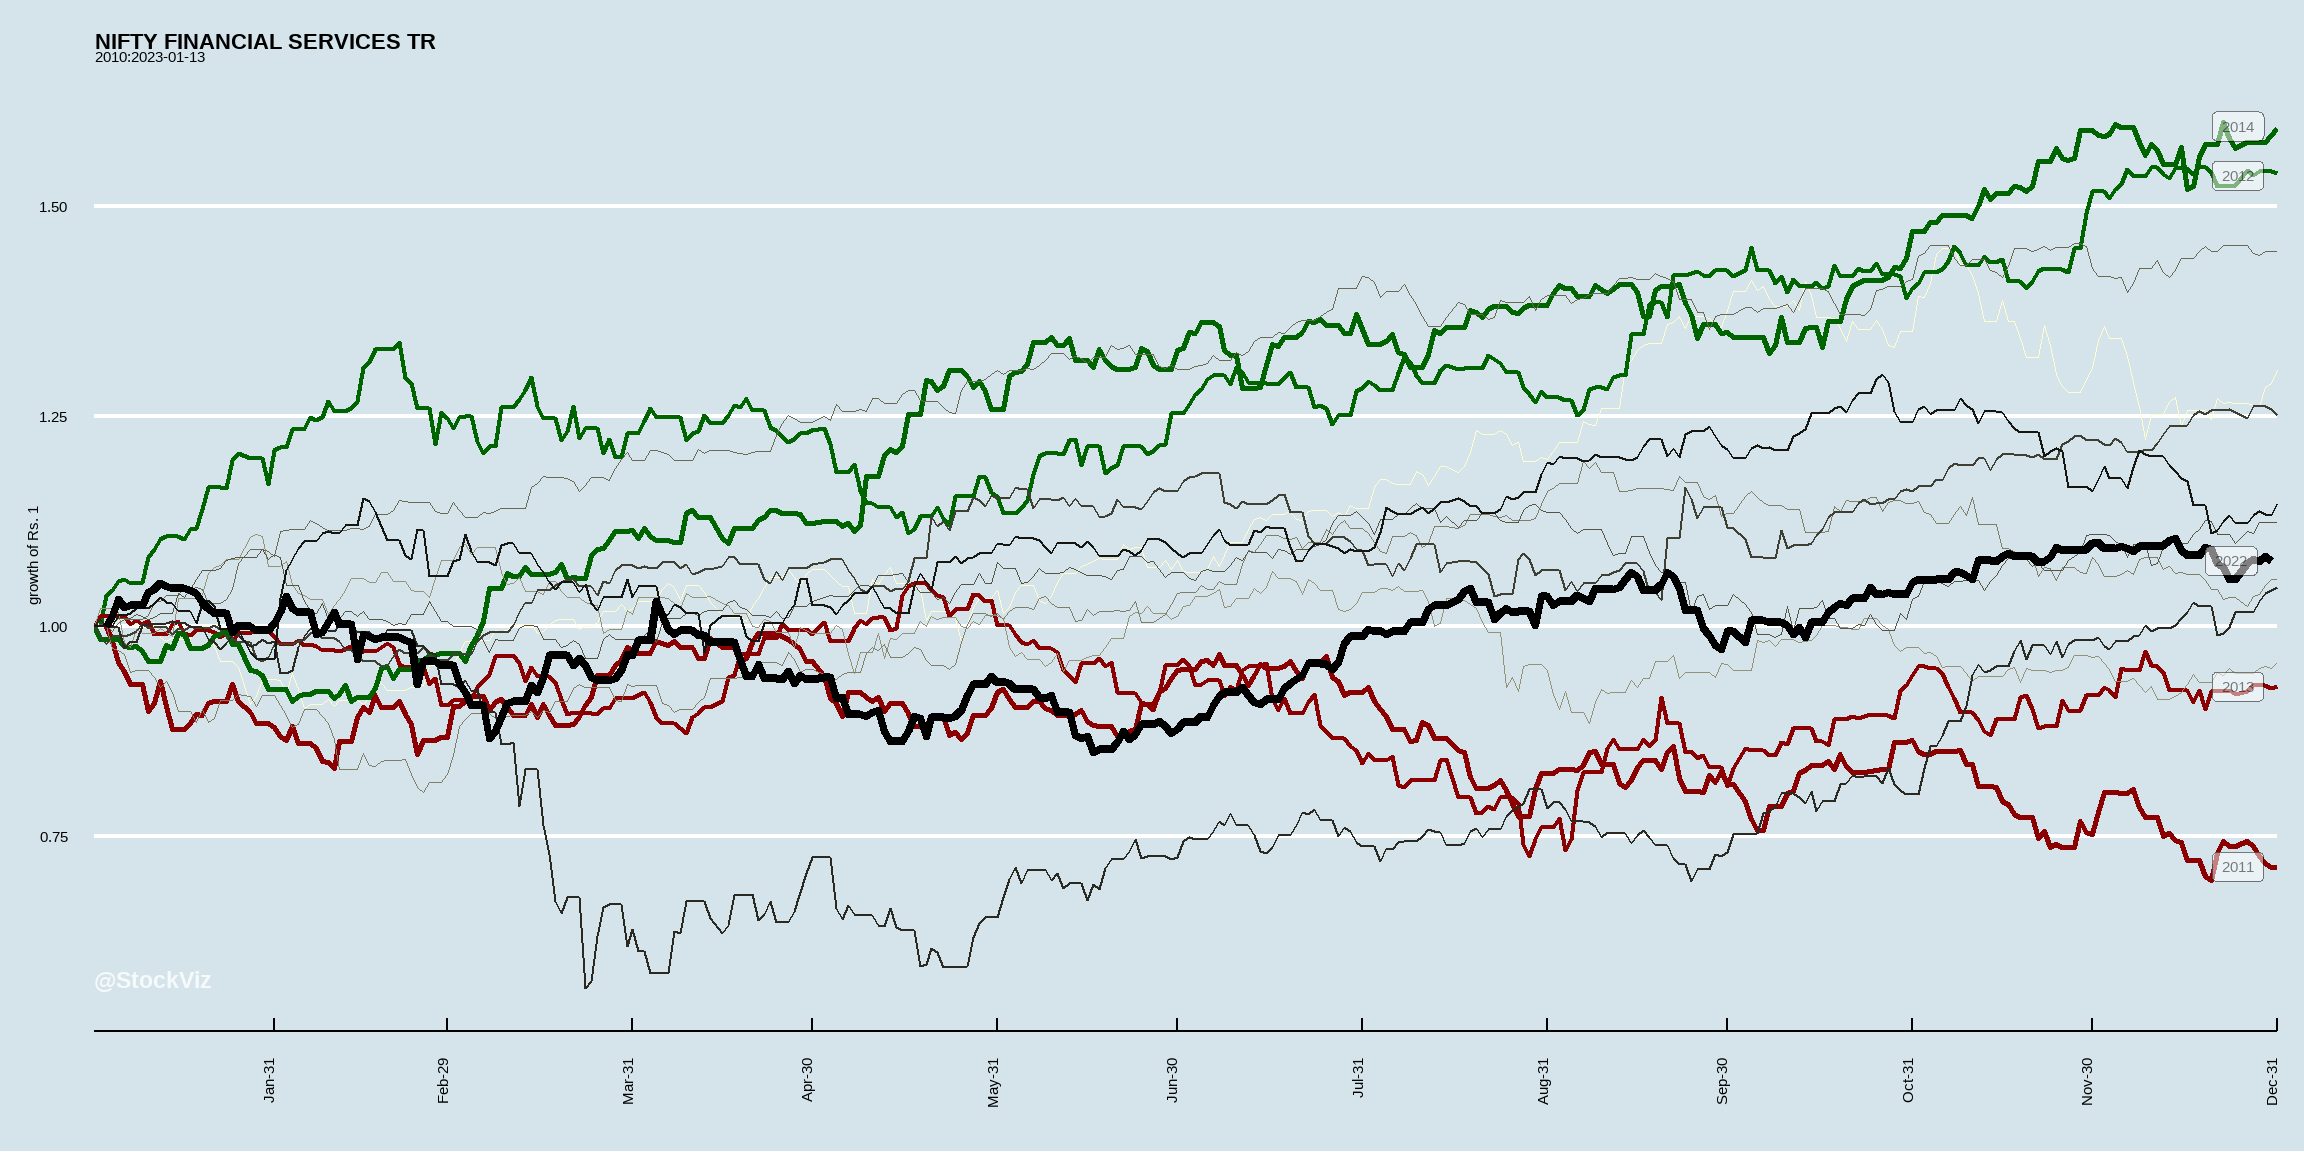 NIFTY FINANCIAL SERVICES TR
2010:2023-01-13
growth of Rs. 1
1.50
1.25
1.00
0.75
2014
2012
2022
2013
2011
@StockViz
Jan-31
Feb-29
Mar-31
Apr-30
May-31
Jun-30
Jul-31
Aug-31
Sep-30
Oct-31
Nov-30
Dec-31